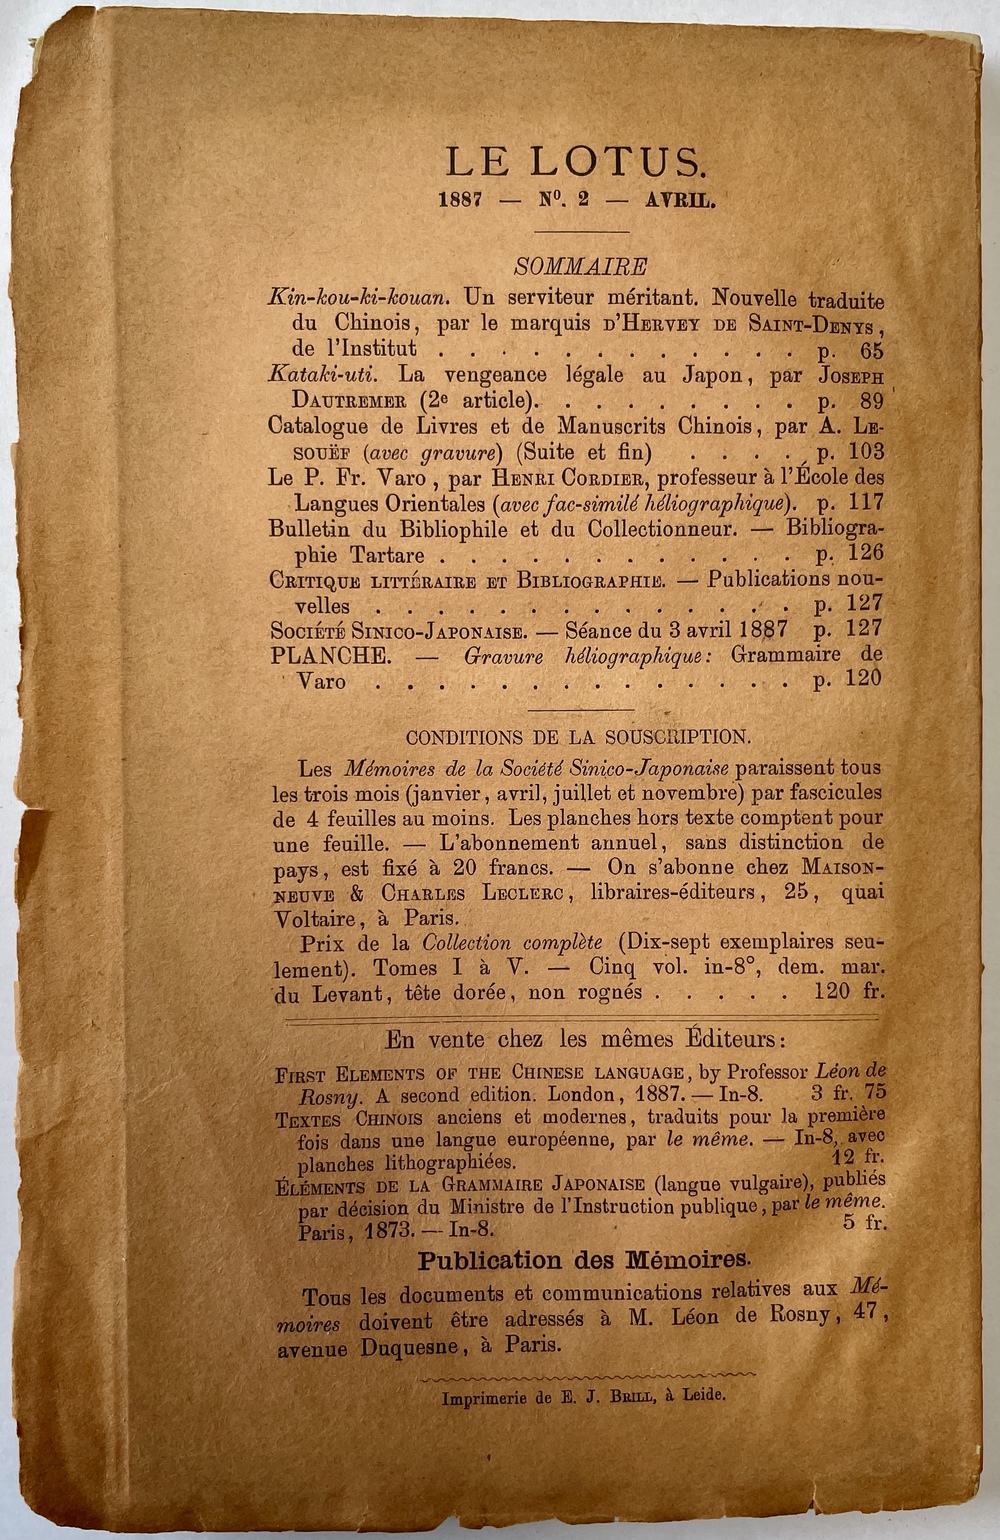 LE LOTUS.
1887 — Nº. 2 — AVRIL.
SOMMAIRE
Kin-kou-ki-kouan. Un serviteur méritant. Nouvelle traduite
du Chinois, par le marquis D'HERVEY DE SAINT-DENYS,
de l'Institut . . . . . . . . . . . . p. 65
Kataki-uti. La vengeance légale au Japon, par JOSEPH
DAUTREMER (2e article). . . . . . . . . p. 89
Catalogue de Livres et de Manuscrits Chinois, par A. LE-
SOUËF (avec gravure) (Suite et fin) . . . . p. 103
Le P. Fr. Varo, par HENRI CORDIER, professeur à l'École des
Langues Orientales (avec fac-similé héliographique). p. 117
Bulletin du Bibliophile et du Collectionneur. — Bibliogra-
phie Tartare . . . . . . . . . . . . p. 126
CRITIQUE LITTÉRAIRE ET BIBLIOGRAPHIE. — Publications nou-
velles . . . . . . . . . . . . . . p. 127
SOCIÉTÉ SINICO-JAPONAISE. — Séance du 3 avril 1887 p. 127
PLANCHE. — Gravure héliographique: Grammaire de
Varo . . . . . . . . . . . . . . p. 120
CONDITIONS DE LA SOUSCRIPTION.
Les Mémoires de la Société Sinico-Japonaise paraissent tous
les trois mois (janvier, avril, juillet et novembre) par fascicules
de 4 feuilles au moins. Les planches hors texte comptent pour
une feuille. — L'abonnement annuel, sans distinction de
pays, est fixé à 20 francs. — On s'abonne chez MAISON-
NEUVE & CHARLES LECLERC, libraires-éditeurs, 25, quai
Voltaire, à Paris.
Prix de la Collection complète (Dix-sept exemplaires seu-
lement). Tomes I à V. — Cinq vol. in-8°, dem. mar.
du Levant, tête dorée, non rognés . . . . . 120 fr.
En vente chez les mêmes Éditeurs:
FIRST ELEMENTS OF THE CHINESE LANGUAGE, by Professor Léon de
Rosny. A second edition. London, 1887. — In-8. 3 fr. 75
TEXTES CHINOIS anciens et modernes, traduits pour la première
fois dans une langue européenne, par le même. — In-8, avec
planches lithographiées. 12 fr.
ÉLÉMENTS DE LA GRAMMAIRE JAPONAISE (langue vulgaire), publiés
par décision du Ministre de l'Instruction publique, par le même.
Paris, 1873. — In-8. 5 fr.
Publication des Mémoires.
Tous les documents et communications relatives aux Mé-
moires doivent être adressés à M. Léon de Rosny, 47,
avenue Duquesne, à Paris.
Imprimerie de E. J. BRILL, à Leide.